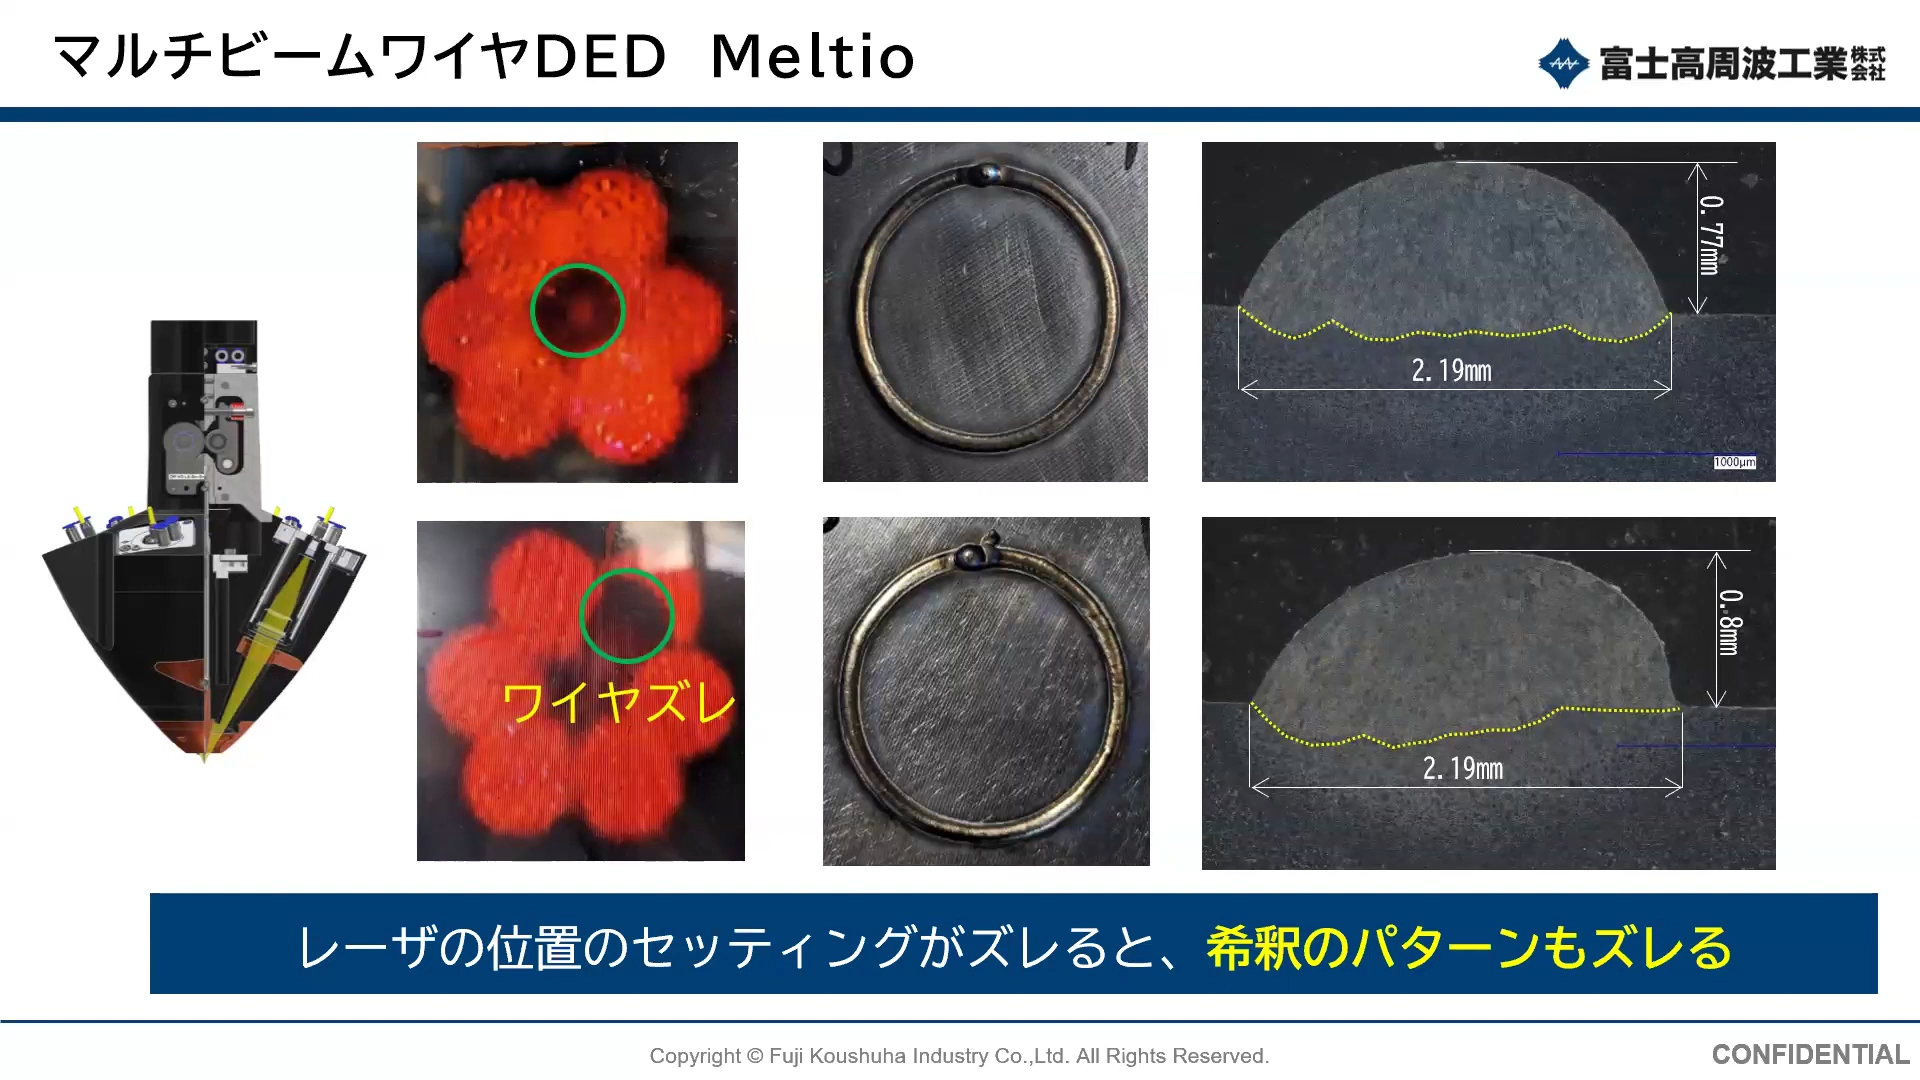 マルチビームワイヤDED Meltio
富士高周波工業株式会社
0.77mm
2.19mm
1000μm
ワイヤズレ
0.8mm
2.19mm
レーザの位置のセッティングがズレると、希釈のパターンもズレる
Copyright © Fuji Koushuha Industry Co.,Ltd. All Rights Reserved.
CONFIDENTIAL